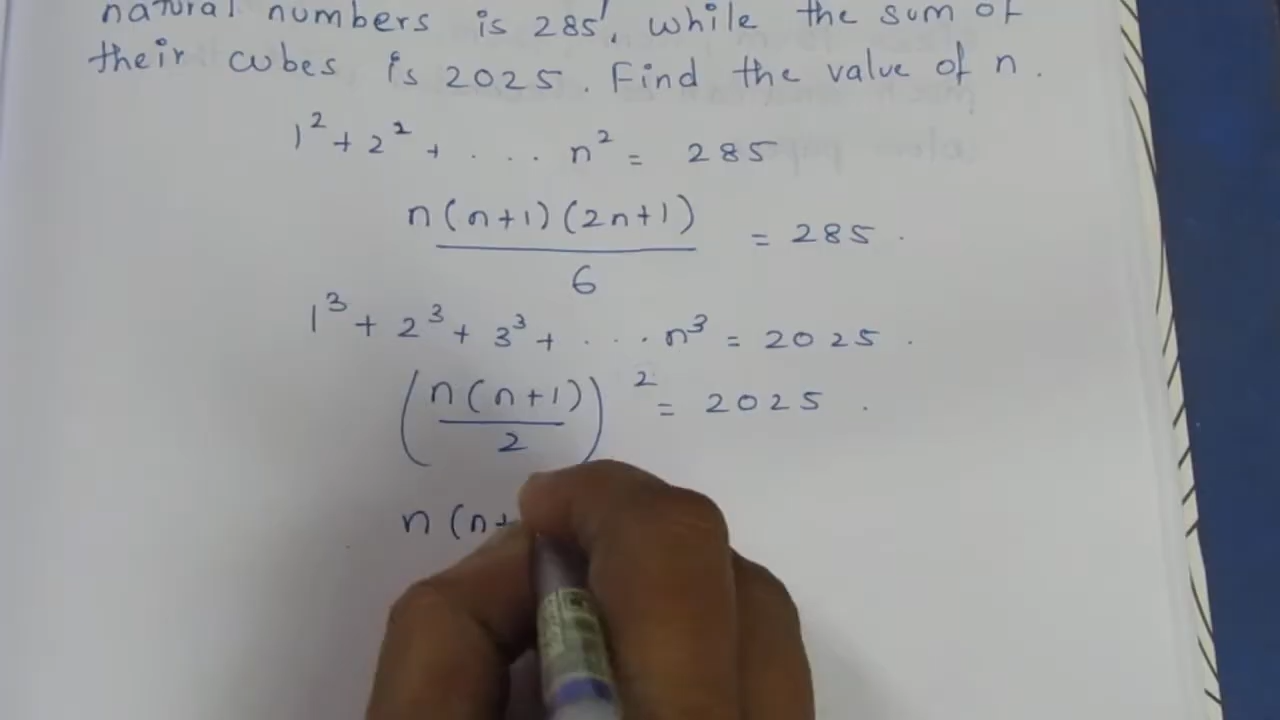 natural numbers is 285, while the sum of
their cubes is 2025. Find the value of n.
1² + 2² + . ... n² = 285
n(n+1)(2n+1)/6 = 285.
1³ + 2³ + 3³ + . ... n³ = 2025.
(n(n+1)/2)² = 2025.
n(n+